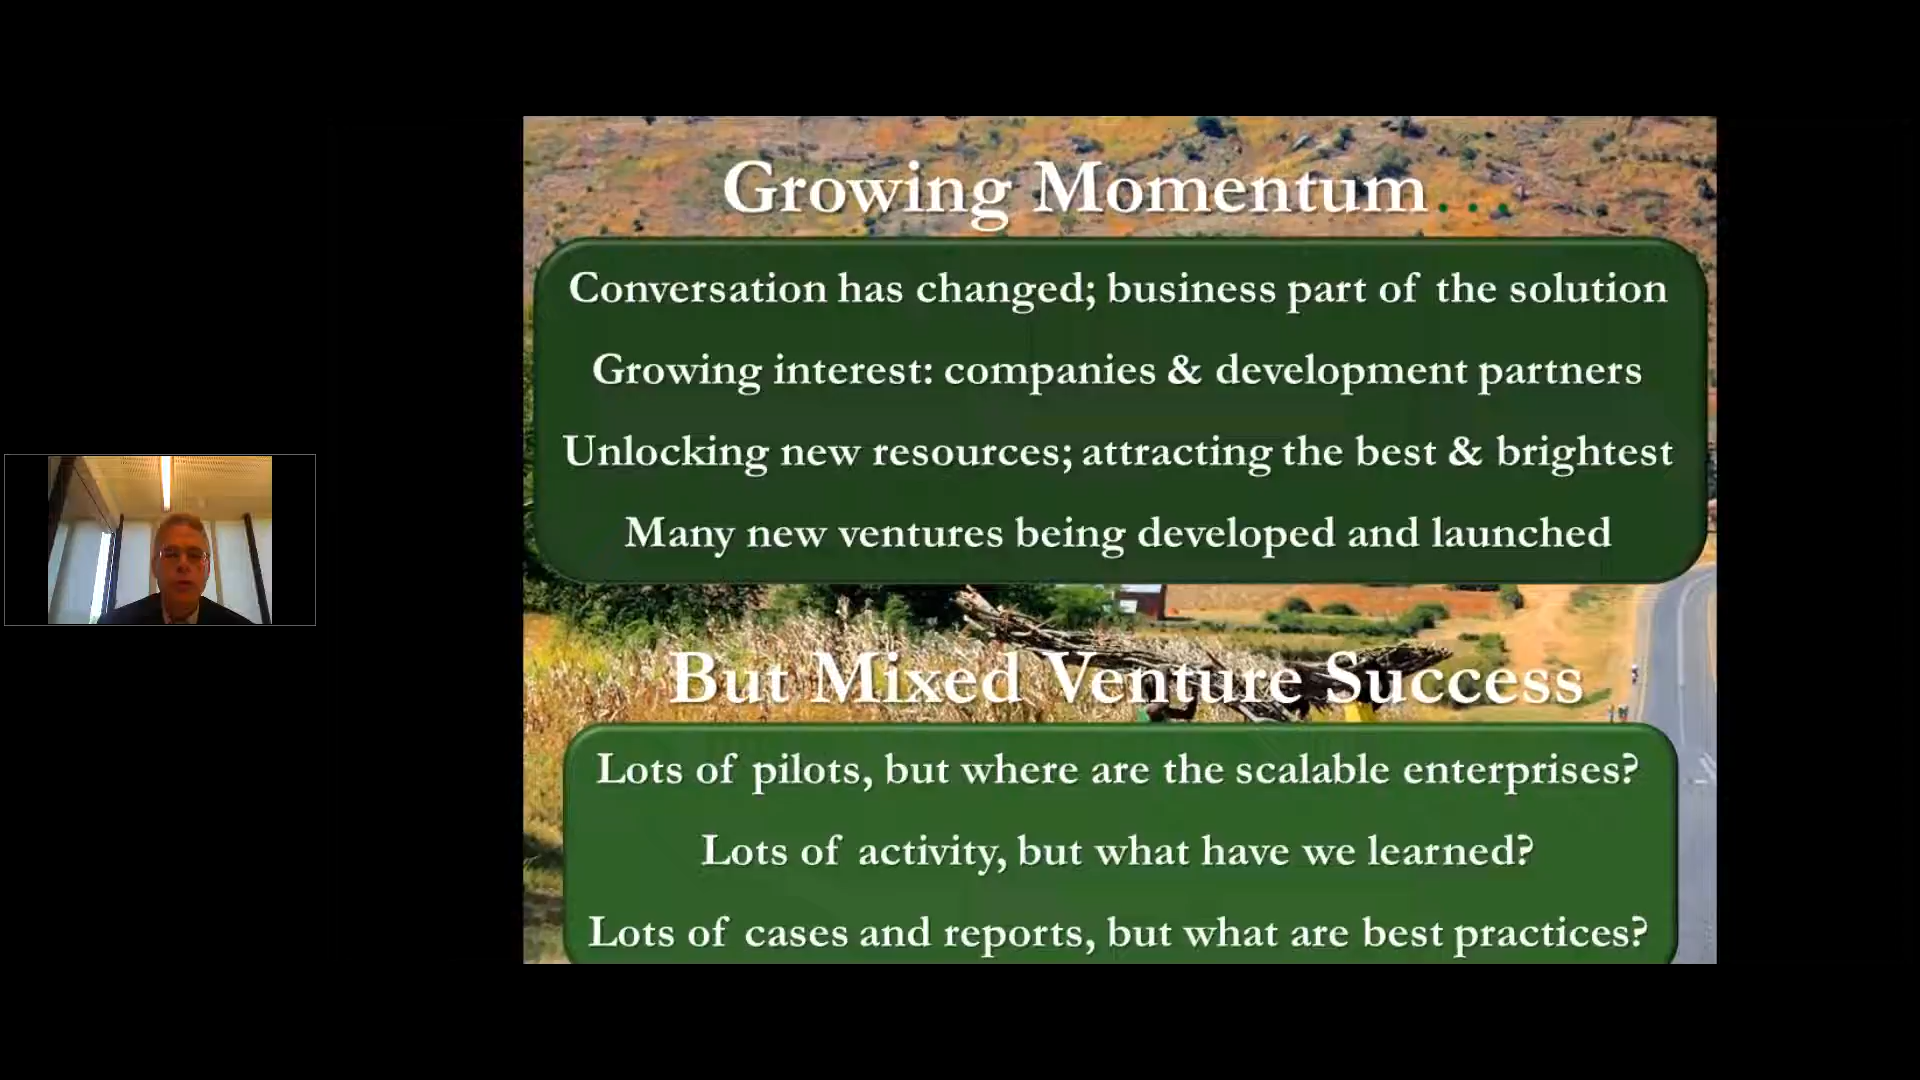 Growing Momentum...
Conversation has changed; business part of the solution
Growing interest: companies & development partners
Unlocking new resources; attracting the best & brightest
Many new ventures being developed and launched
But Mixed Venture Success
Lots of pilots, but where are the scalable enterprises?
Lots of activity, but what have we learned?
Lots of cases and reports, but what are best practices?